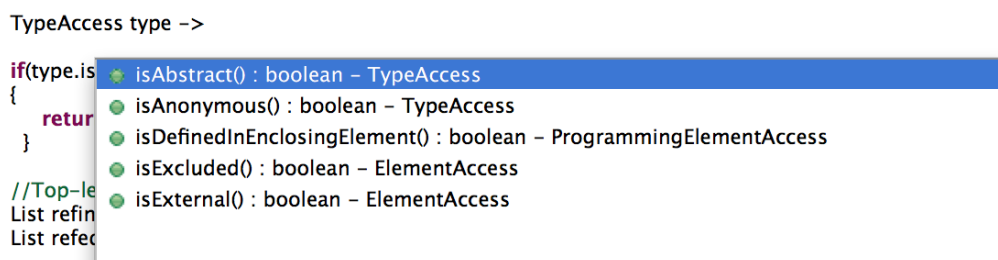 TypeAccess type ->
if(type.is
isAbstract() : boolean – TypeAccess
{
isAnonymous() : boolean – TypeAccess
retur
isDefinedInEnclosingElement() : boolean – ProgrammingElementAccess
}
isExcluded() : boolean – ElementAccess
//Top-le
isExternal() : boolean – ElementAccess
List refin
List refec